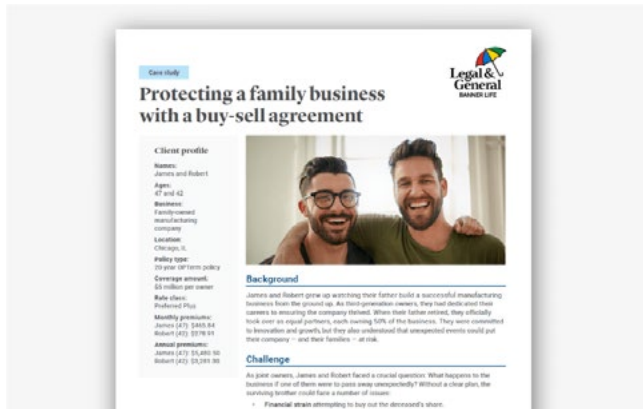 Case study
Legal &
General
BANNER LIFE
Protecting a family business
with a buy-sell agreement
Client profile
Names:
James and Robert
Ages:
47 and 42
Business:
Family-owned
manufacturing
company
Location:
Chicago, IL
Policy type:
20-year OPTerm policy
Coverage amount:
$5 million per owner
Rate class:
Preferred Plus
Monthly premiums:
James (47): $465.84
Robert (42): $278.91
Annual premiums:
James (47): $5,480.50
Robert (42):
Background
James and Robert grew up watching their father build a successful manufacturing
business from the ground up. As third-generation owners, they had dedicated their
careers to ensuring the company thrived. When their father retired, they officially
took over as equal partners, each owning 50% of the business. They were committed
to innovation and growth, but they also understood that unexpected events could put
their company — and their families — at risk.
Challenge
As joint owners, James and Robert faced a crucial question: What happens to the
business if one of them were to pass away unexpectedly? Without a clear plan, the
surviving brother could face a number of issues:
• Financial strain attempting to buy out the deceased's share.